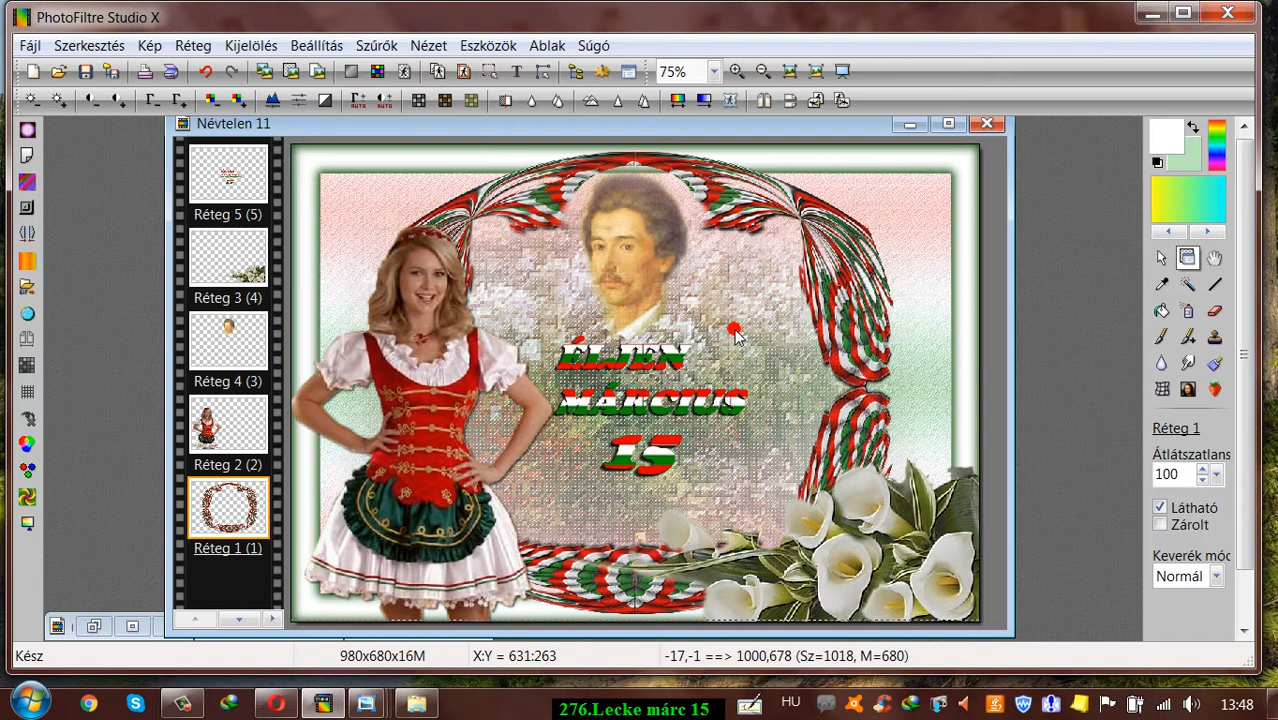 PhotoFiltre Studio X
Fájl Szerkesztés Kép Réteg Kijelölés Beállítás Szűrők Nézet Eszközök Ablak Súgó
75%
AUTO AUTO
Névtelen 11
Réteg 5 (5)
Réteg 3 (4)
Réteg 4 (3)
Réteg 2 (2)
Réteg 1 (1)
ÉLJEN
MÁRCIUS
15
Réteg 1
Átlátszatlans
100
Látható
Zárolt
Keverék móc
Normál
Kész 980x680x16M X:Y = 631:263 -17,-1 ==> 1000,678 (Sz=1018, M=680)
276.Lecke márc 15
HU
13:48